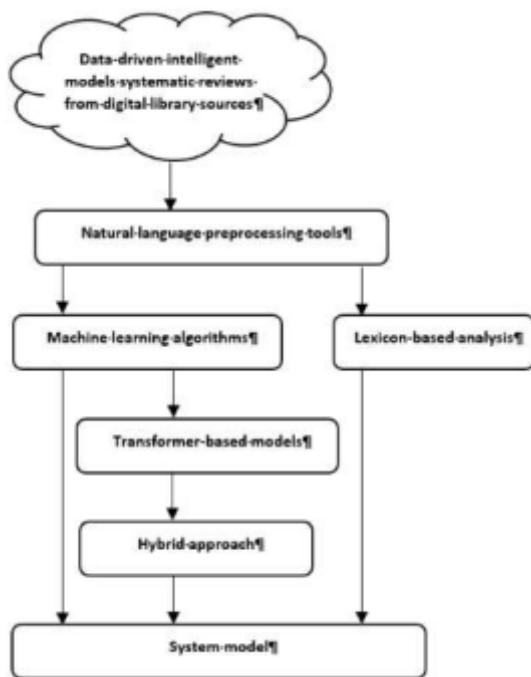 Data-driven-intelligent-
models-systematic-reviews-
from-digital-library-sources¶
Natural-language-preprocessing-tools¶
Machine-learning-algorithms¶
Lexicon-based-analysis¶
Transformer-based-models¶
Hybrid-approach¶
System-model¶